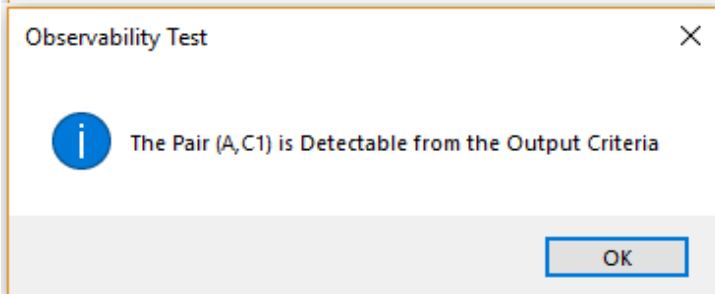 Observability Test
The Pair (A,C1) is Detectable from the Output Criteria
OK